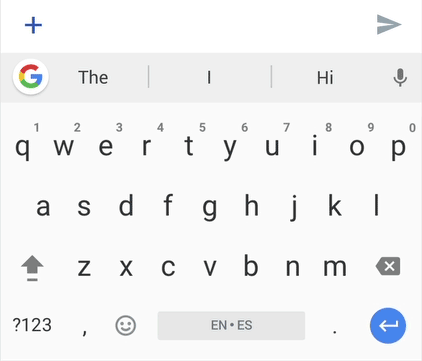 The I Hi
1 2 3 4 5 6 7 8 9 0
q w e r t y u i o p
a s d f g h j k l
z x c v b n m
?123 , EN • ES .